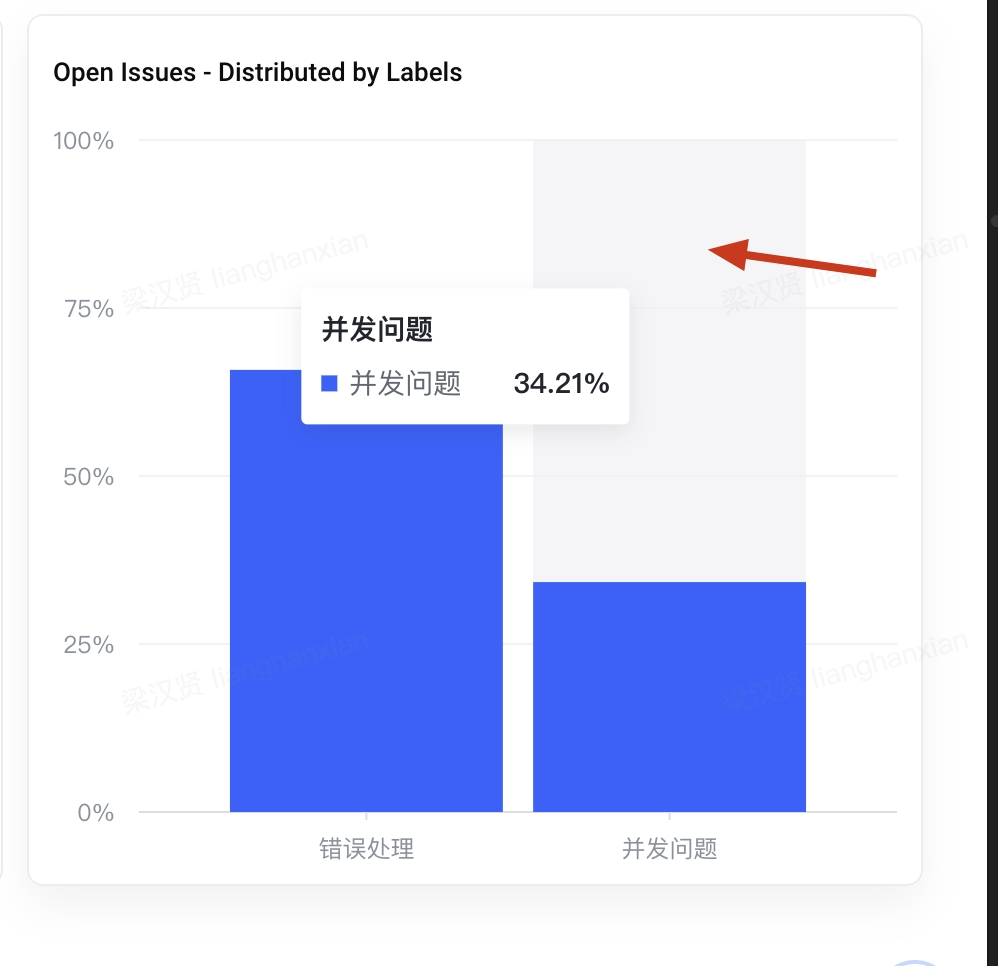 Open Issues - Distributed by Labels
100%
梁汉贤 lianghanxian
梁汉贤 lianghanxian
75%
并发问题
并发问题 34.21%
50%
25%
梁汉贤 lianghanxian
梁汉贤 lianghanxian
0%
错误处理 并发问题